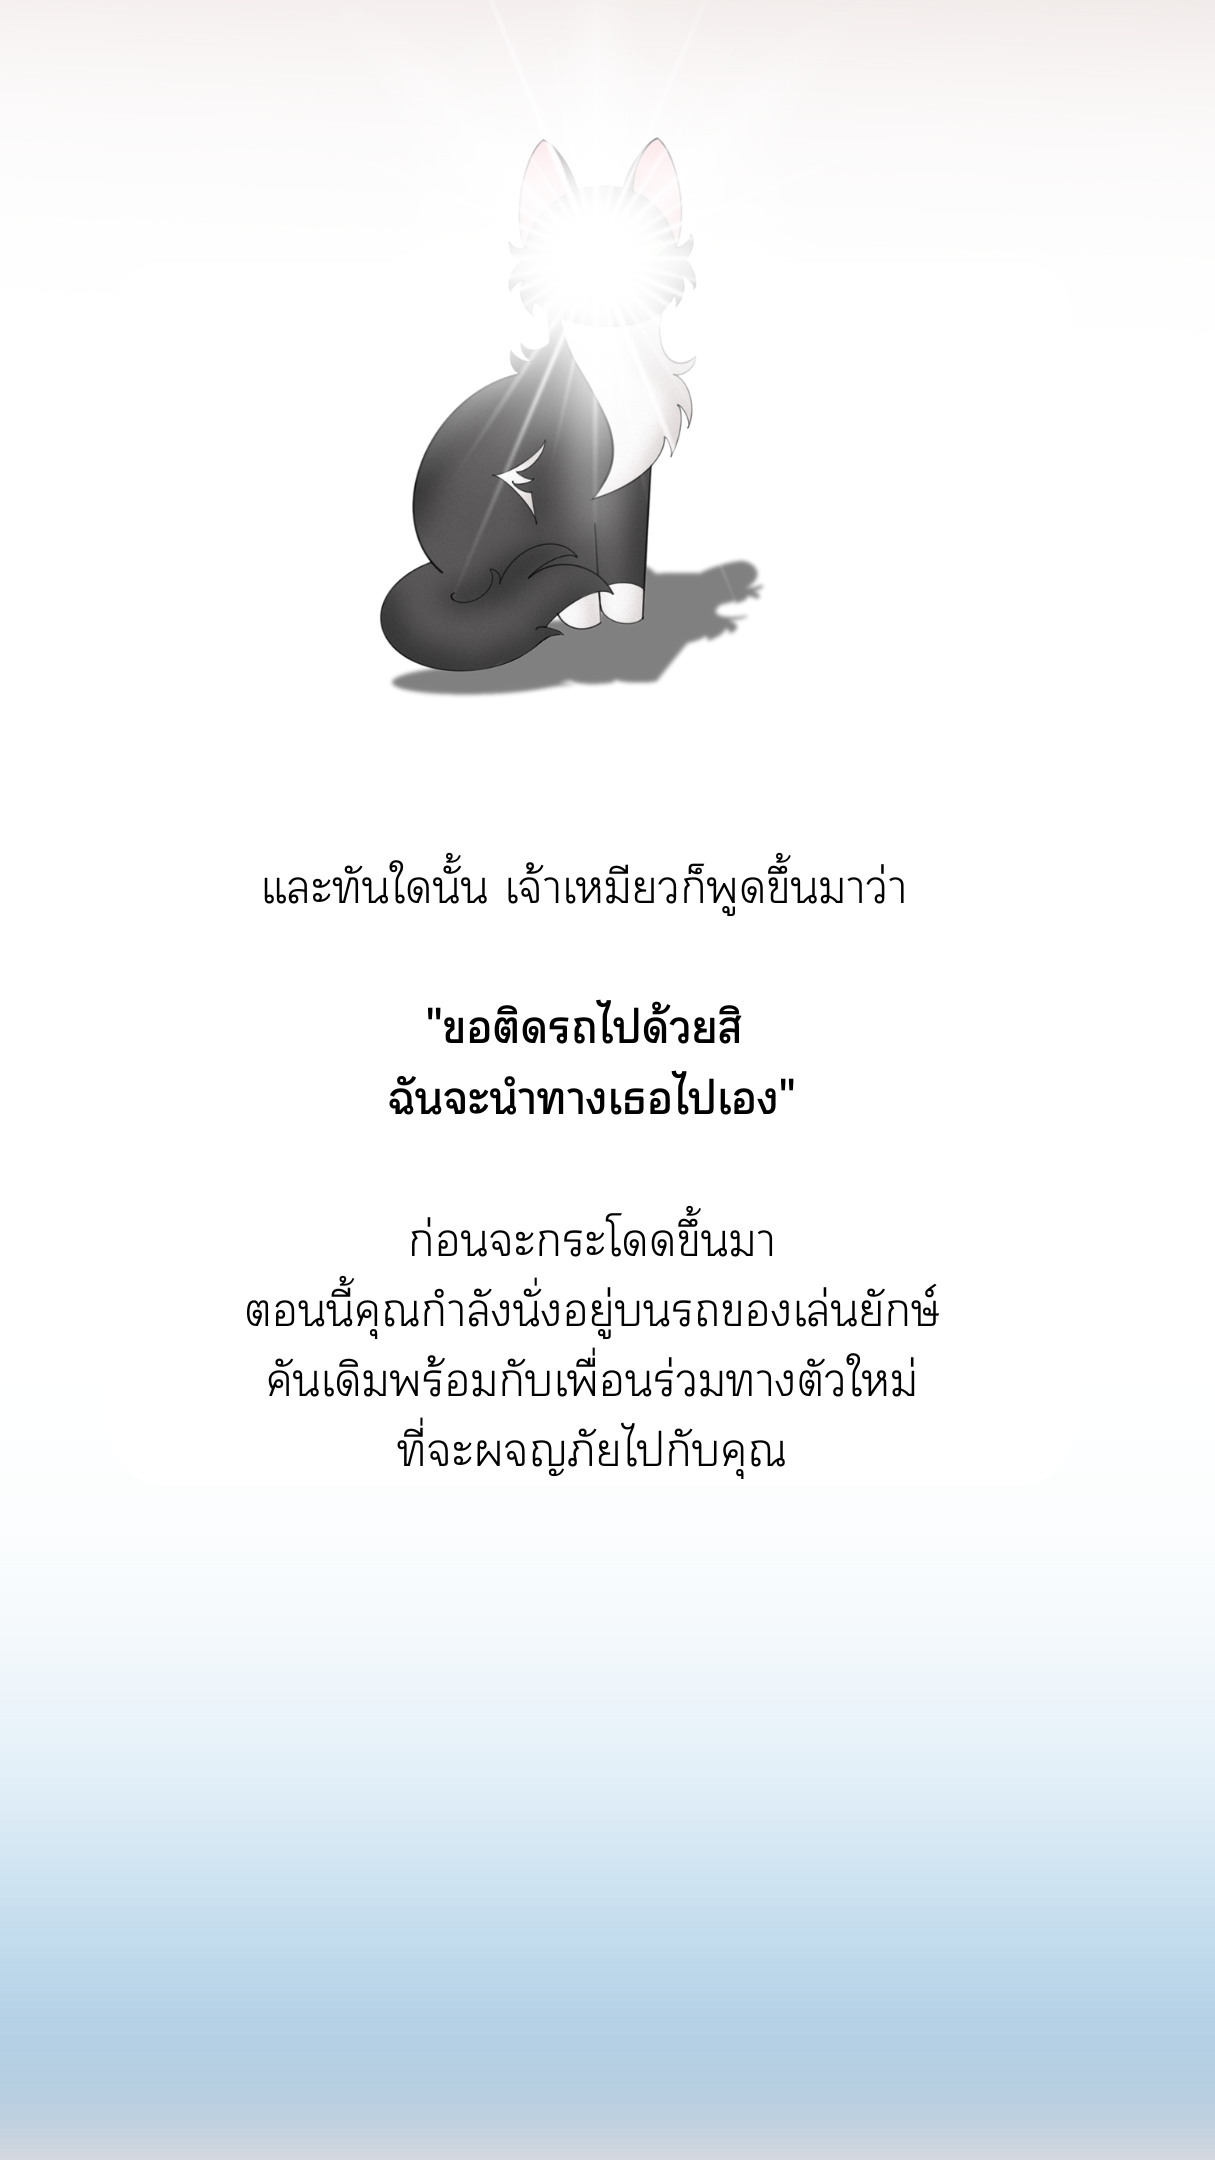 และทันใดนั้น เจ้าเหมียวก็พูดขึ้นมาว่า
"ขอติดรถไปด้วยสิ
ฉันจะนำทางเธอไปเอง"
ก่อนจะกระโดดขึ้นมา
ตอนนี้คุณกำลังนั่งอยู่บนรถของเล่นยักษ์
คันเดิมพร้อมกับเพื่อนร่วมทางตัวใหม่
ที่จะผจญภัยไปกับคุณ